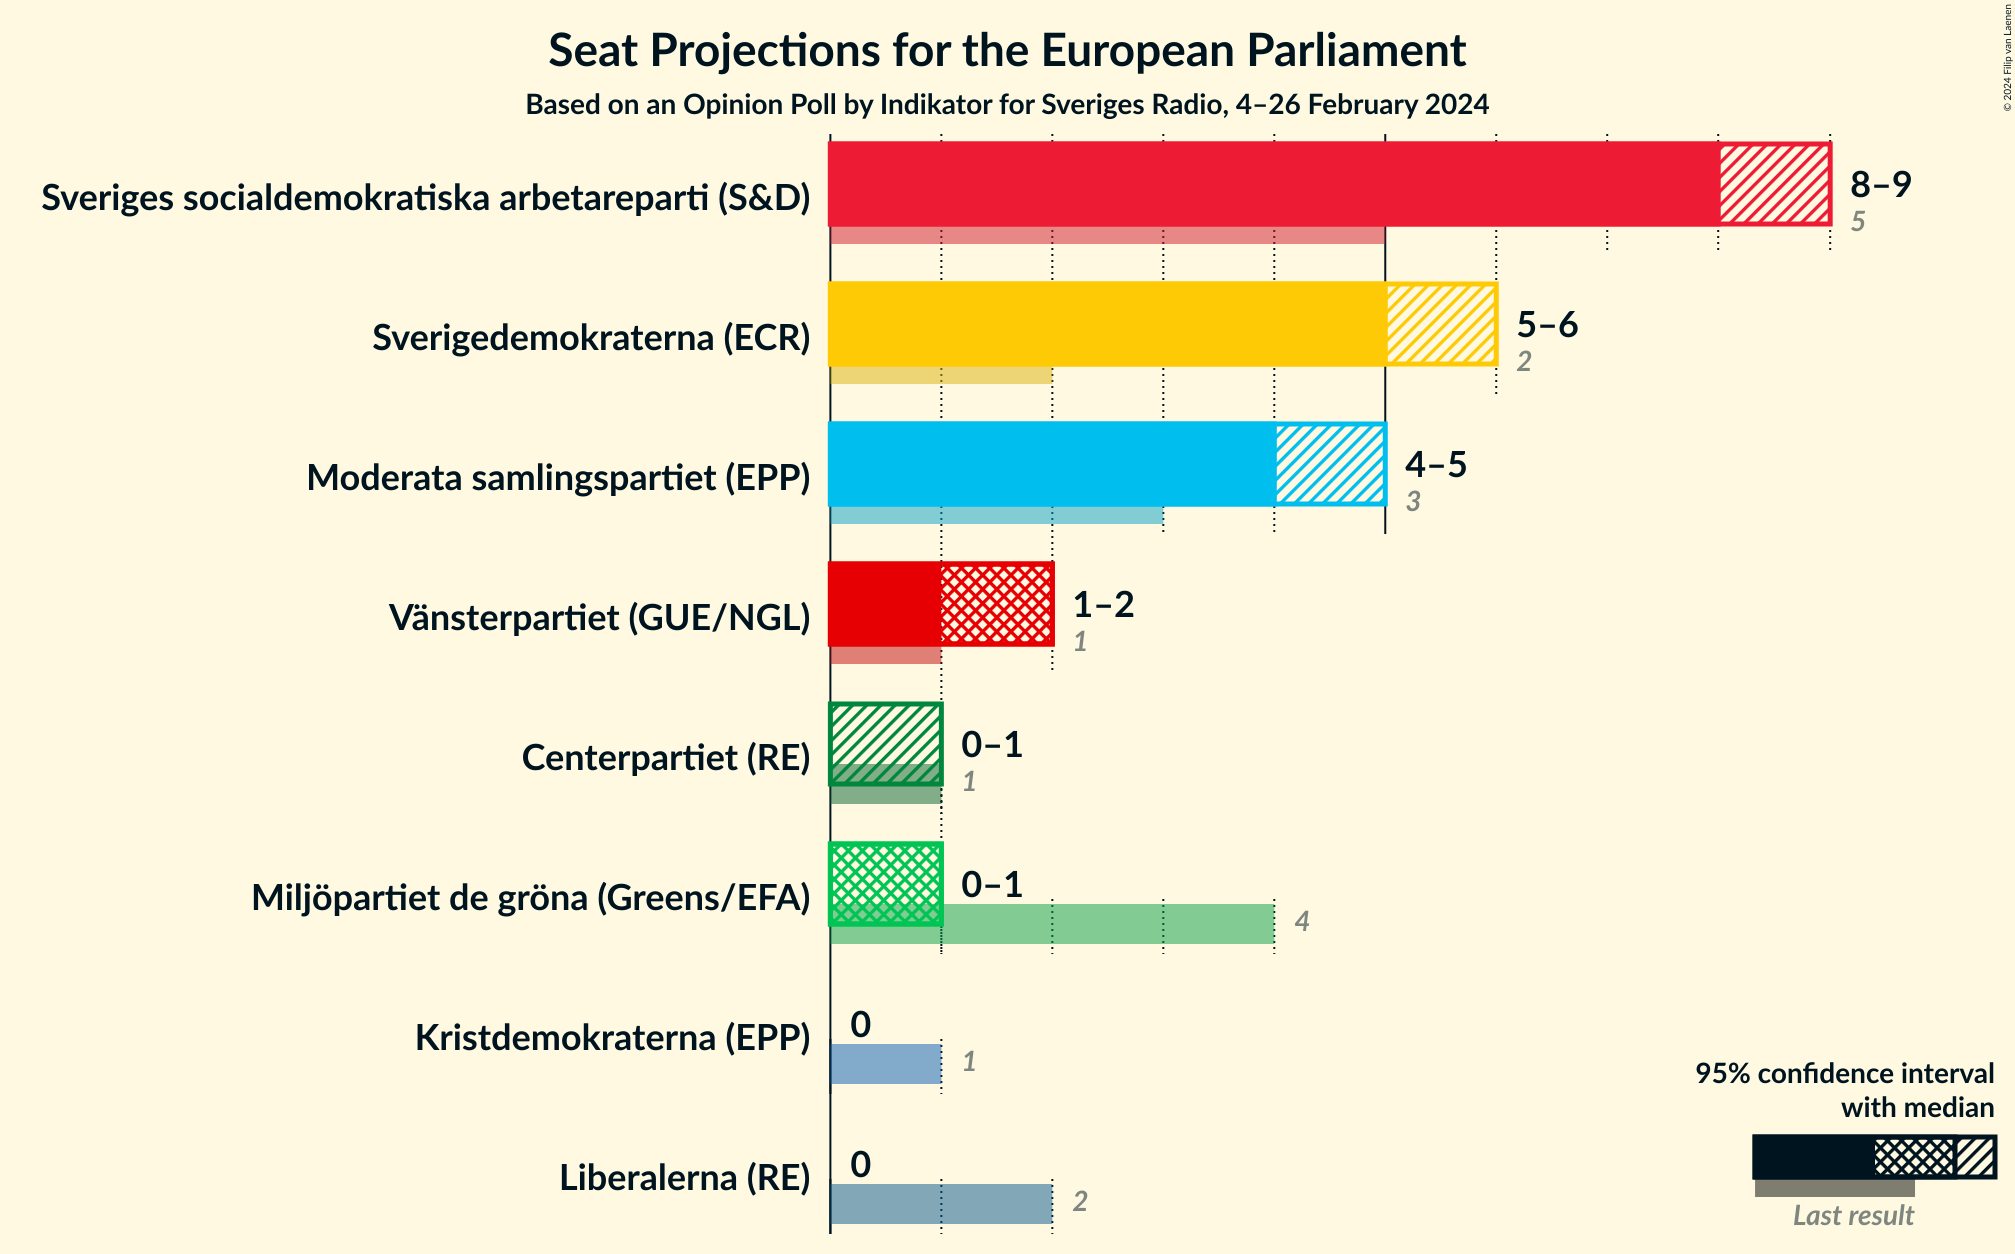 Seat Projections for the European Parliament
Based on an Opinion Poll by Indikator for Sveriges Radio, 4–26 February 2024
© 2024 Filip van Laenen
Sveriges socialdemokratiska arbetareparti (S&D)
8–9
5
Sverigedemokraterna (ECR)
5–6
2
Moderata samlingspartiet (EPP)
4–5
3
Vänsterpartiet (GUE/NGL)
1–2
1
Centerpartiet (RE)
0–1
1
Miljöpartiet de gröna (Greens/EFA)
0–1
4
Kristdemokraterna (EPP)
0
1
Liberalerna (RE)
0
2
95% confidence interval
with median
Last result